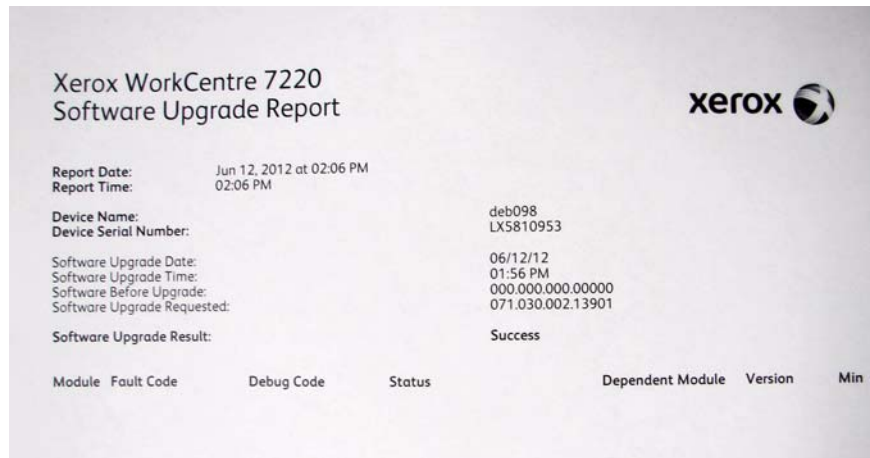 Xerox WorkCentre 7220
Software Upgrade Report
xerox
Report Date: Jun 12, 2012 at 02:06 PM
Report Time: 02:06 PM
Device Name: deb098
Device Serial Number: LX5810953
Software Upgrade Date: 06/12/12
Software Upgrade Time: 01:56 PM
Software Before Upgrade: 000.000.000.00000
Software Upgrade Requested: 071.030.002.13901
Software Upgrade Result: Success
Module Fault Code Debug Code Status Dependent Module Version Min